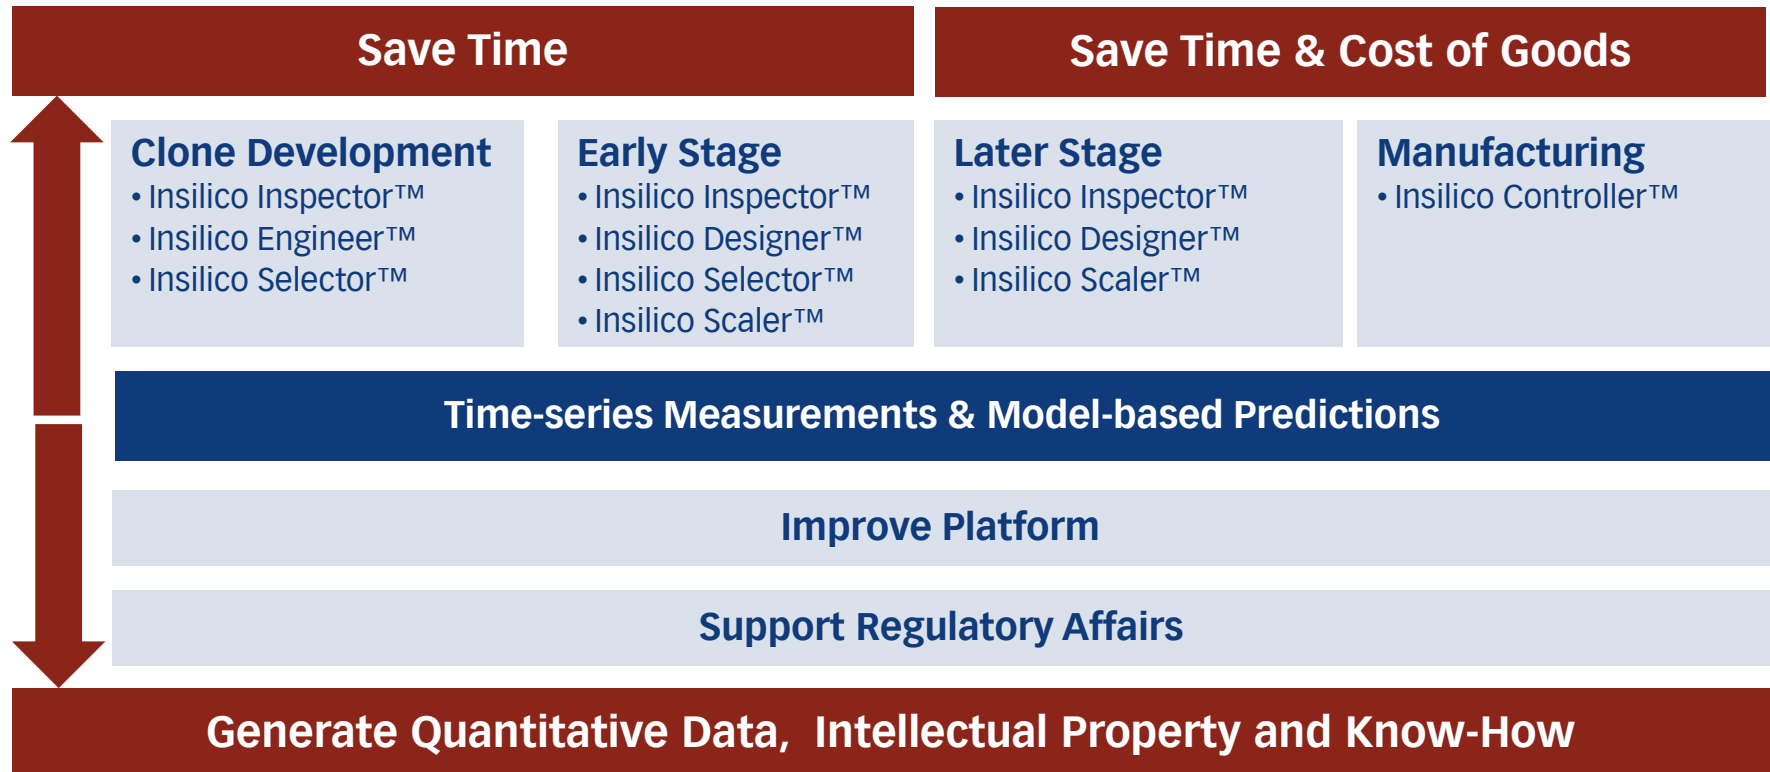 Save Time
Save Time & Cost of Goods
Clone Development
• Insilico Inspector™
• Insilico Engineer™
• Insilico Selector™
Early Stage
• Insilico Inspector™
• Insilico Designer™
• Insilico Selector™
• Insilico Scaler™
Later Stage
• Insilico Inspector™
• Insilico Designer™
• Insilico Scaler™
Manufacturing
• Insilico Controller™
Time-series Measurements & Model-based Predictions
Improve Platform
Support Regulatory Affairs
Generate Quantitative Data, Intellectual Property and Know-How